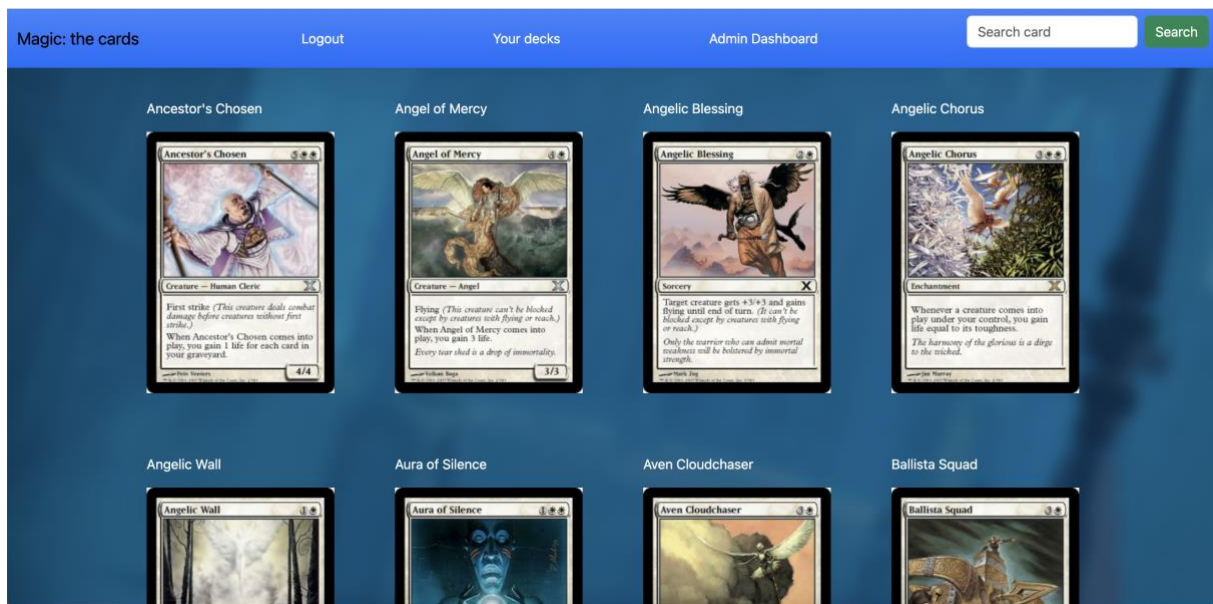 Magic: the cards
Logout
Your decks
Admin Dashboard
Search card
Search
Ancestor's Chosen
Angel of Mercy
Angelic Blessing
Angelic Chorus
Ancestor's Chosen
Creature — Human Cleric
First strike (This creature deals combat
damage before creatures without first
strike.)
When Ancestor's Chosen comes into
play, you gain 1 life for each card in
your graveyard.
4/4
Angel of Mercy
Creature — Angel
Flying (This creature can't be blocked
except by creatures with flying or reach.)
When Angel of Mercy comes into
play, you gain 3 life.
Every tear shed is a drop of immortality.
3/3
Angelic Blessing
Sorcery
Target creature gets +3/+3 and gains
flying until end of turn. (It can't be
blocked except by creatures with flying
or reach.)
Only the warrior who can admit mortal
weakness will be bolstered by immortal
strength.
Mark Zug
Angelic Chorus
Enchantment
Whenever a creature comes into
play under your control, you gain
life equal to its toughness.
The harmony of the glorious is a dirge
to the wicked.
Jim Murray
Angelic Wall
Aura of Silence
Aven Cloudchaser
Ballista Squad
Angelic Wall
Aura of Silence
Aven Cloudchaser
Ballista Squad